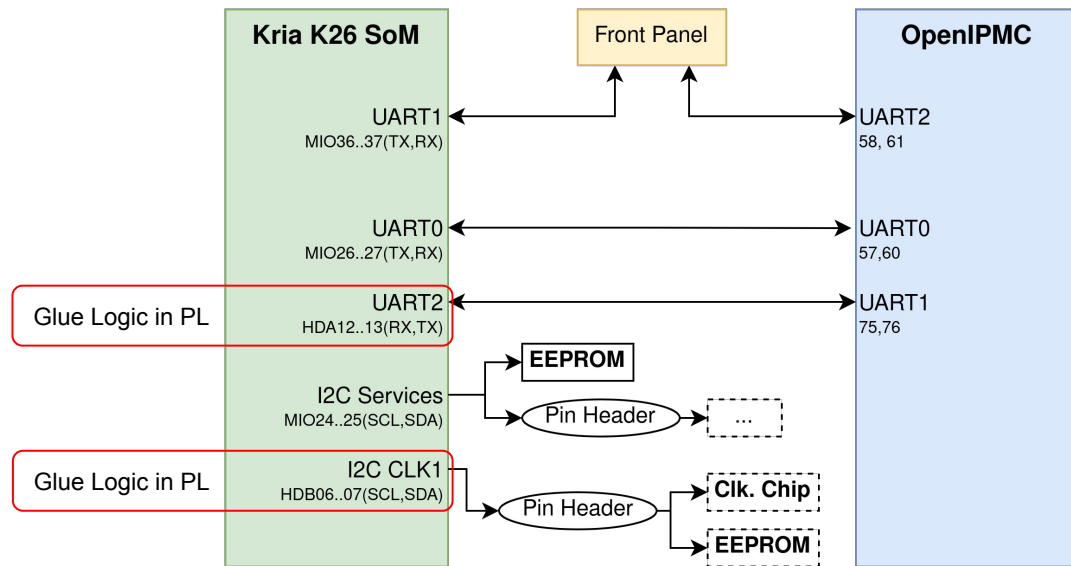 Kria K26 SoM
Front Panel
OpenIPMC
UART1
MIO36..37(TX,RX)
UART2
58, 61
UART0
MIO26..27(TX,RX)
UART0
57,60
Glue Logic in PL
UART2
HDA12..13(RX,TX)
UART1
75,76
EEPROM
I2C Services
MIO24..25(SCL,SDA)
Pin Header
...
Glue Logic in PL
I2C CLK1
HDB06..07(SCL,SDA)
Pin Header
Clk. Chip
EEPROM